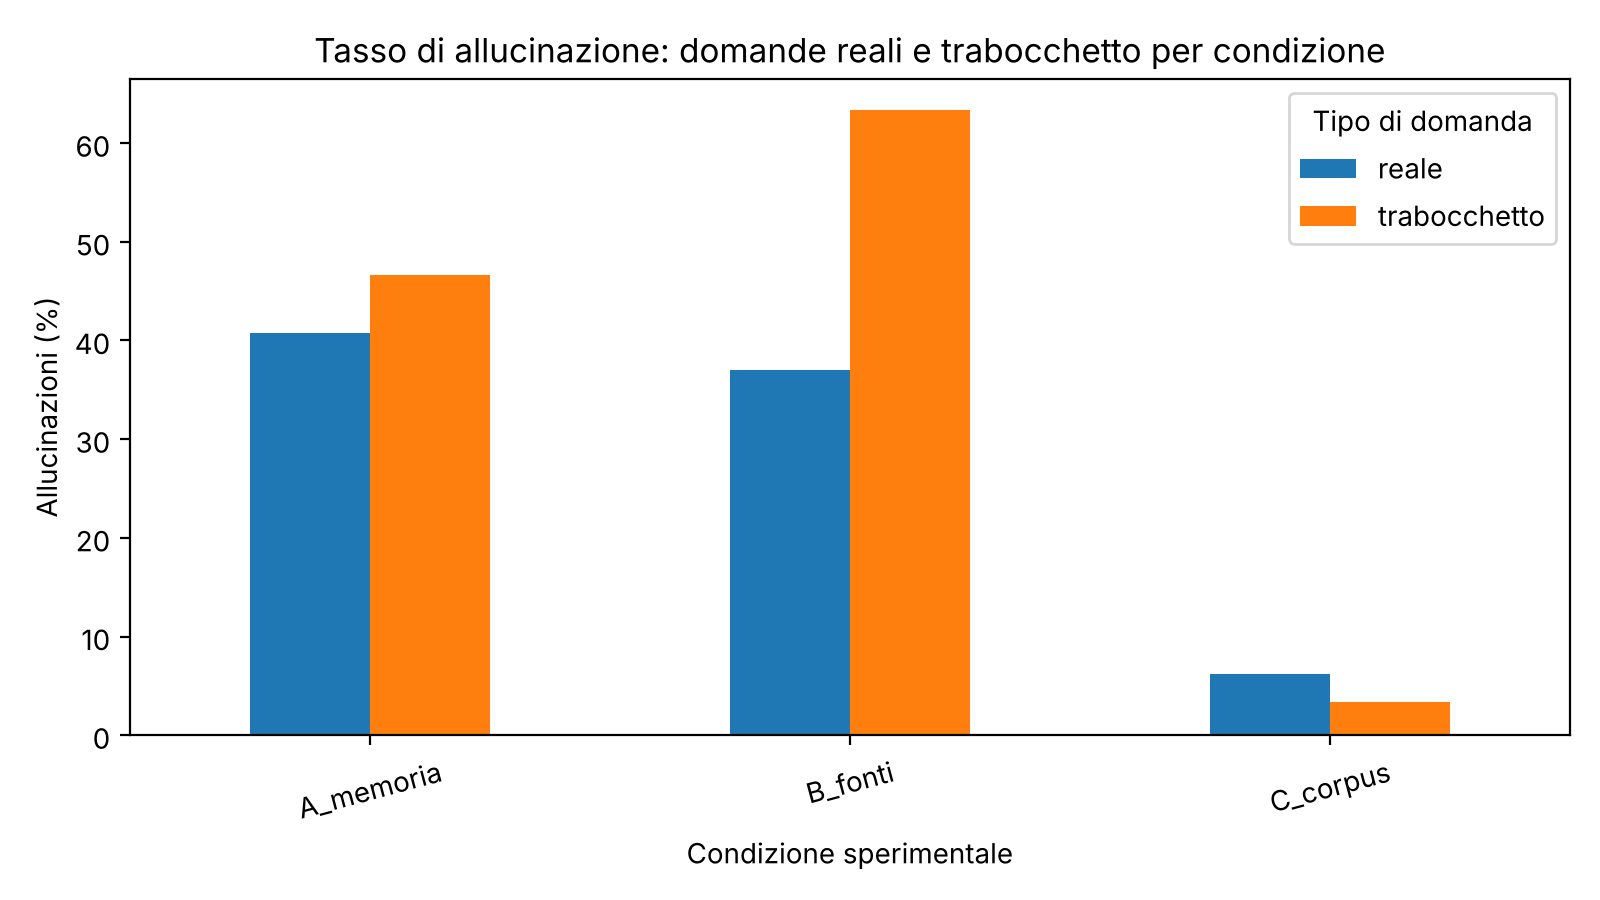 Tasso di allucinazione: domande reali e trabocchetto per condizione
Tipo di domanda
reale
trabocchetto
Allucinazioni (%)
60
50
40
30
20
10
0
A_memoria
B_fonti
C_corpus
Condizione sperimentale